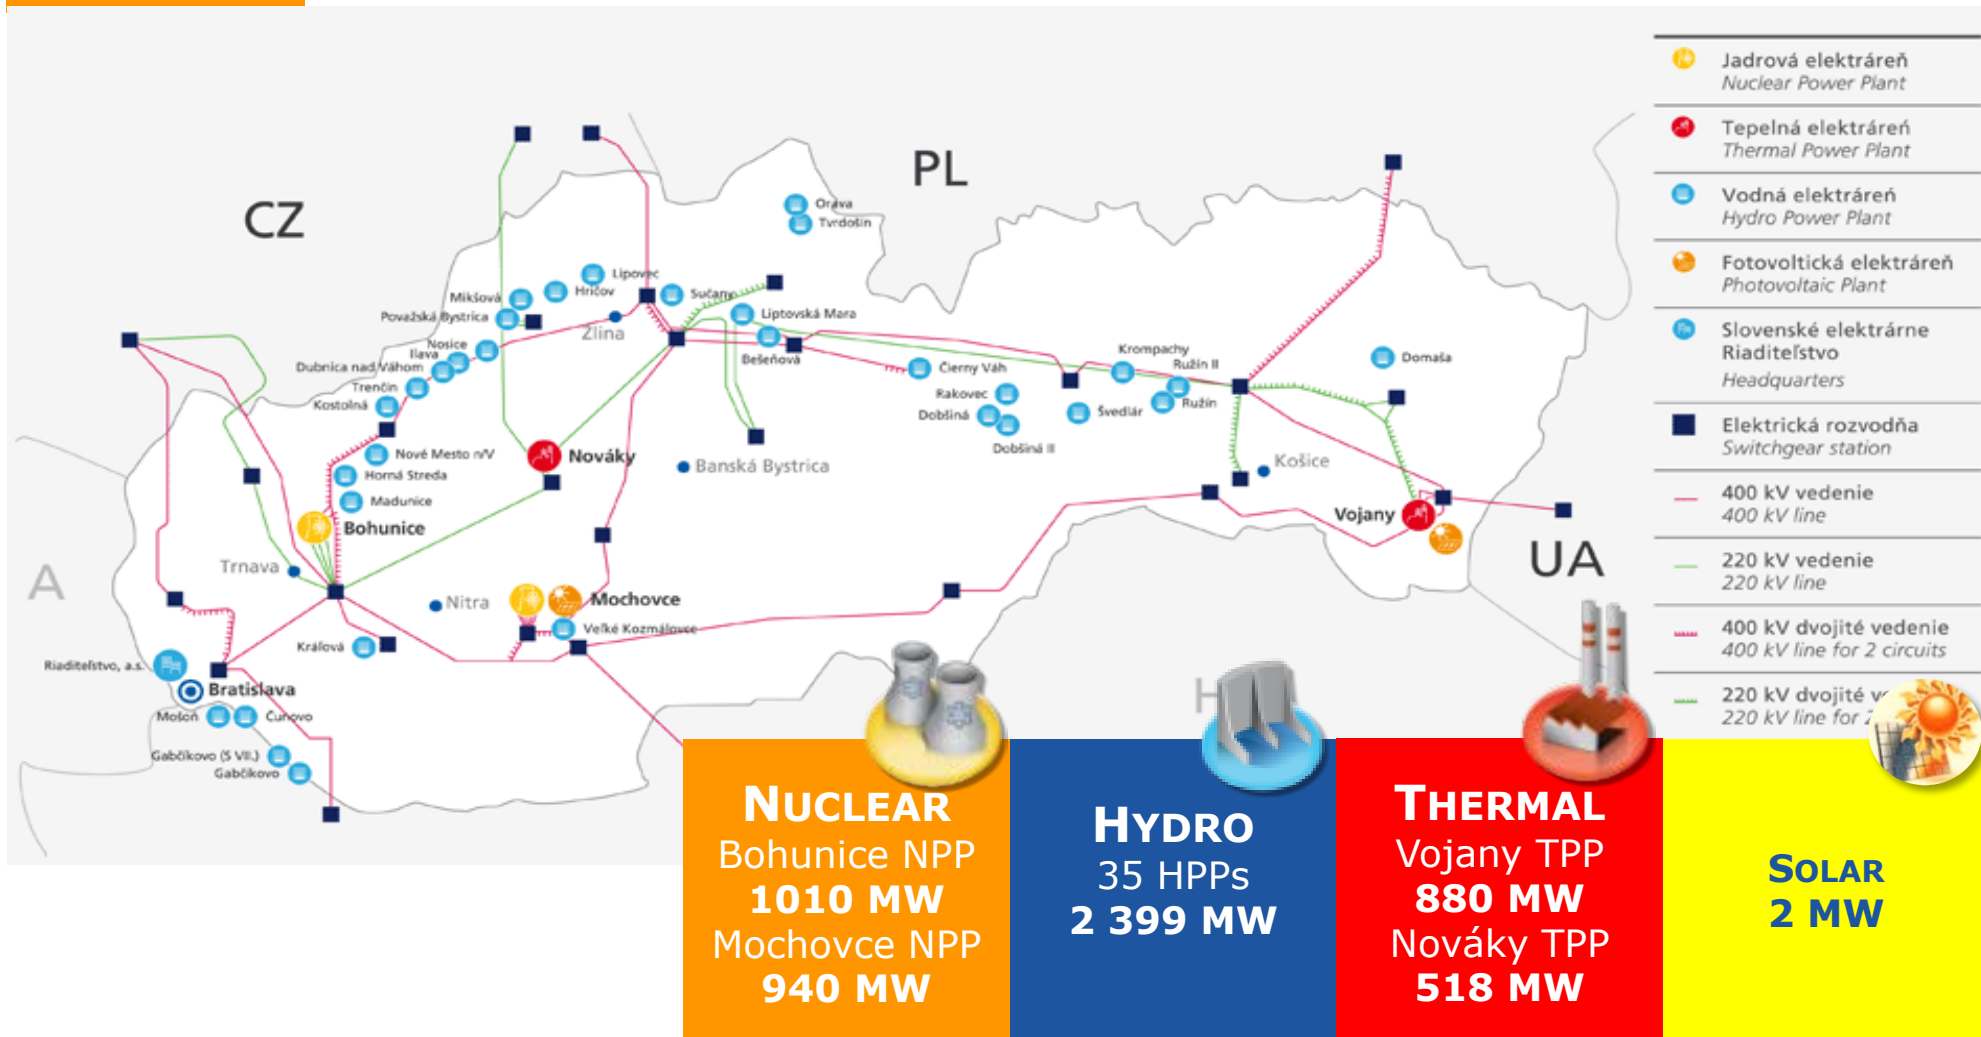 CZ
PL
A
UA
H
Oráva
Tvrdošín
Lipovec
Hričov
Mikšová
Sučany
Považská Bystrica
Žlina
Liptovská Mara
Bešeňová
Nosice
Ilava
Dubnica nad Váhom
Trenčín
Kostolná
Čierny Váh
Krompachy
Ružín II
Ružín
Rakovec
Dobšiná
Dobšiná II
Švedlár
Domaša
Nové Mesto n/V
Horná Streda
Madunice
Nováky
Banská Bystrica
Košice
Bohunice
Vojany
Trnava
Nitra
Mochovce
Veľké Kozmálovce
Kráľová
Riaditeľstvo, a.s.
Bratislava
Mošoň
Čunovo
Gabčíkovo (S VII.)
Gabčíkovo
Jadrová elektráreň
Nuclear Power Plant
Tepelná elektráreň
Thermal Power Plant
Vodná elektráreň
Hydro Power Plant
Fotovoltická elektráreň
Photovoltaic Plant
Slovenské elektrárne
Riaditeľstvo
Headquarters
Elektrická rozvodňa
Switchgear station
400 kV vedenie
400 kV line
220 kV vedenie
220 kV line
400 kV dvojité vedenie
400 kV line for 2 circuits
220 kV dvojité
220 kV line for
NUCLEAR
Bohunice NPP
1010 MW
Mochovce NPP
940 MW
HYDRO
35 HPPs
2 399 MW
THERMAL
Vojany TPP
880 MW
Nováky TPP
518 MW
SOLAR
2 MW